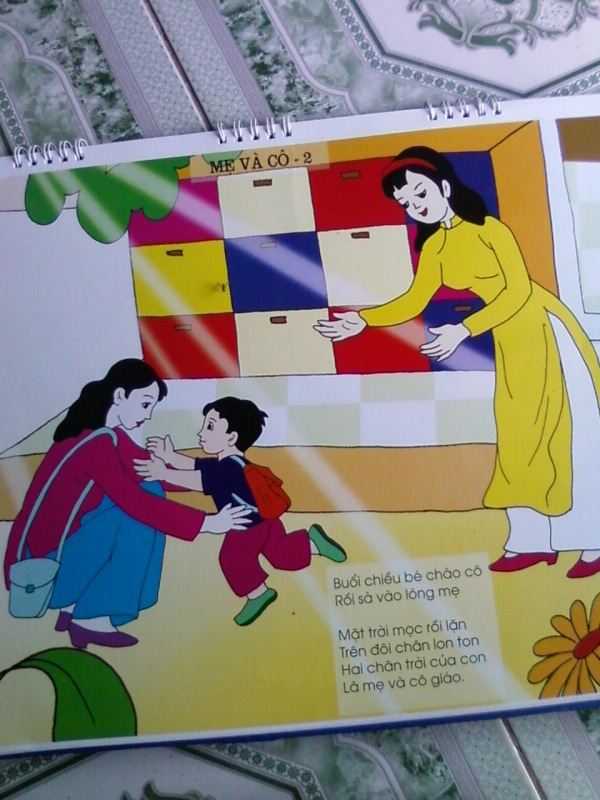 MẸ VÀ CÔ - 2
Buổi chiều bé chào cô
Rồi sà vào lòng mẹ
Mặt trời mọc rồi lặn
Trên đôi chân lon ton
Hai chân trời của con
Là mẹ và cô giáo.